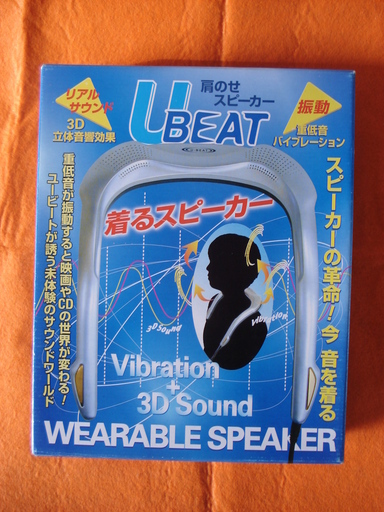 リアル
サウンド
3D
立体音響効果
UBEAT
肩のせ
スピーカー
振動
重低音
バイブレーション
着るスピーカー
スピーカーの革命！今 音を着る
重低音が振動すると映画やCDの世界が変わる！
ユービートが誘う未体験のサウンドワールド
3D Sound
Vibration
Vibration
+
3D Sound
WEARABLE SPEAKER